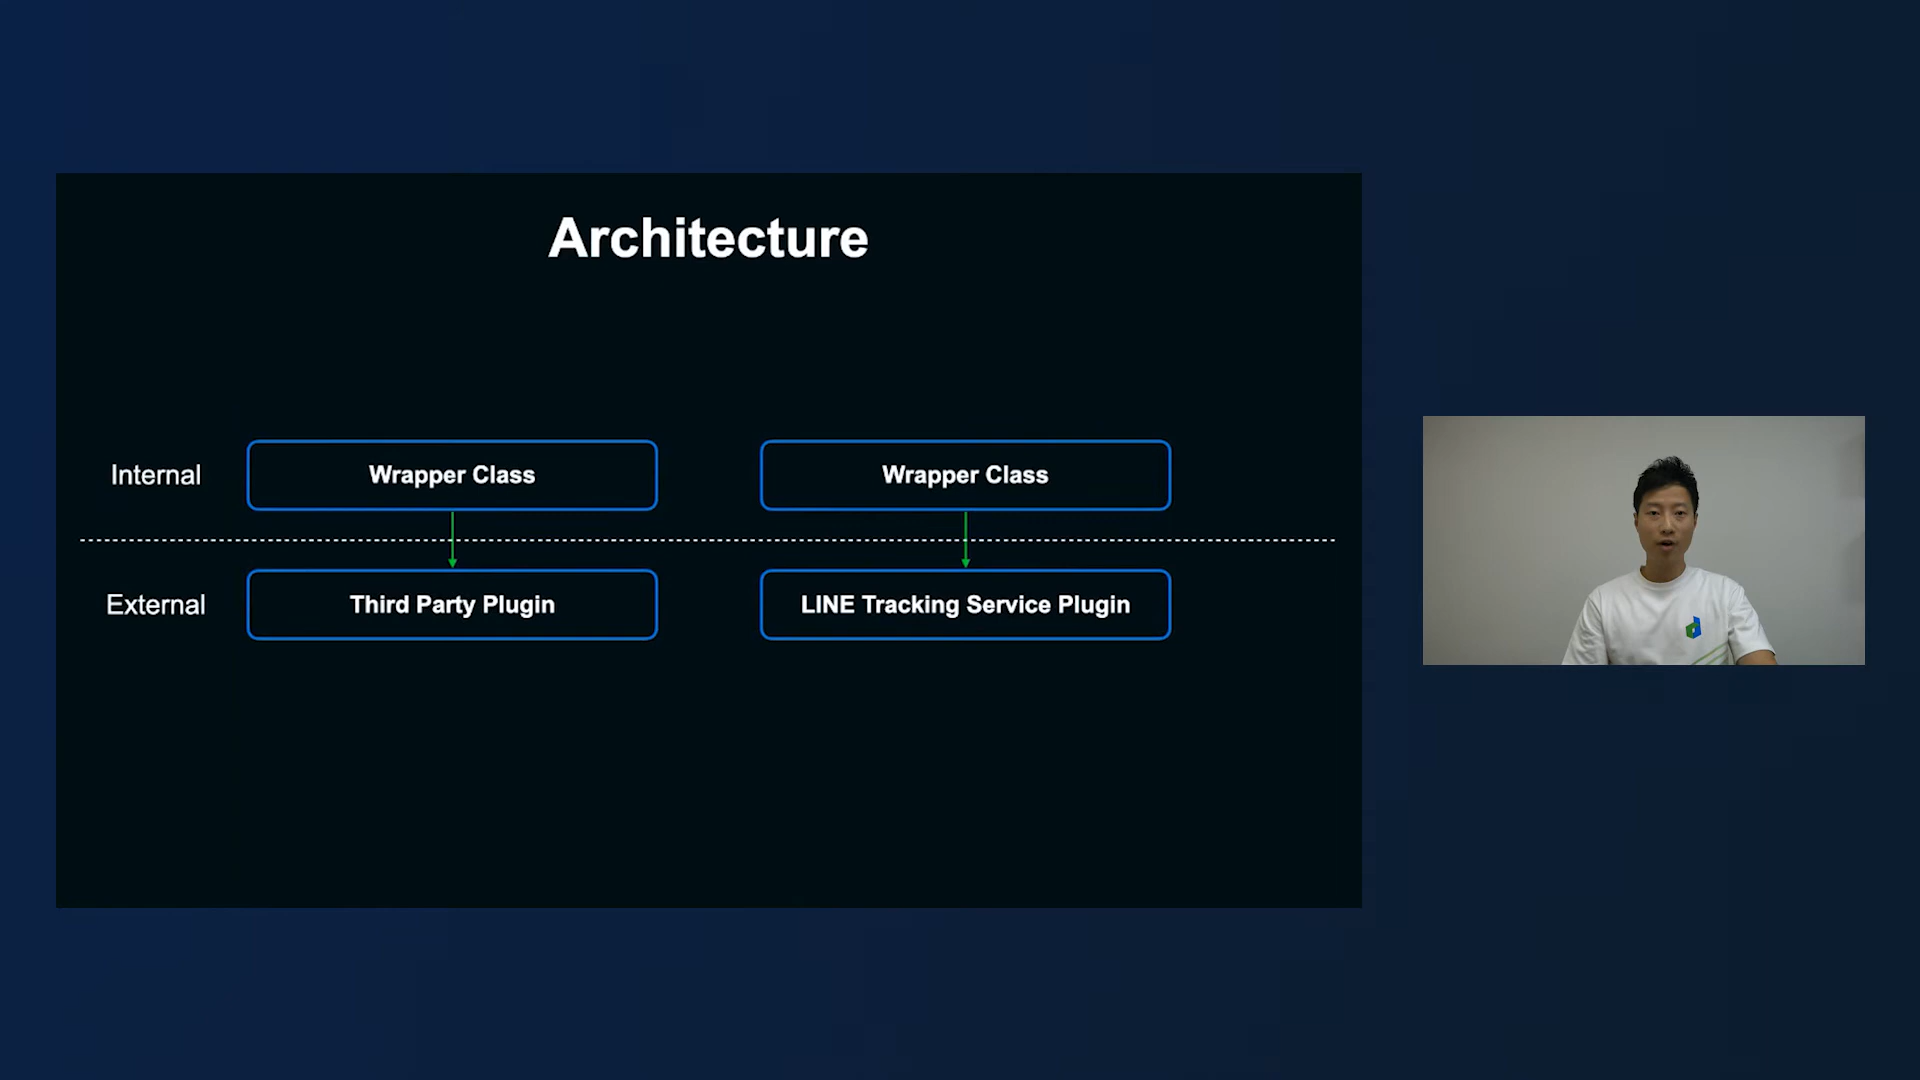 Architecture
Internal
Wrapper Class
Wrapper Class
External
Third Party Plugin
LINE Tracking Service Plugin